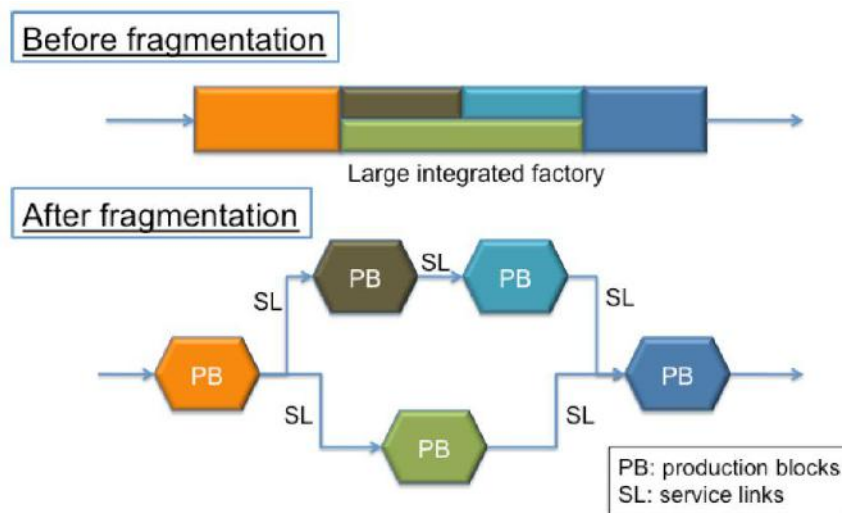 Before fragmentation
Large integrated factory
After fragmentation
PB
SL
PB
SL
SL
PB
PB
SL
PB
SL
PB: production blocks
SL: service links